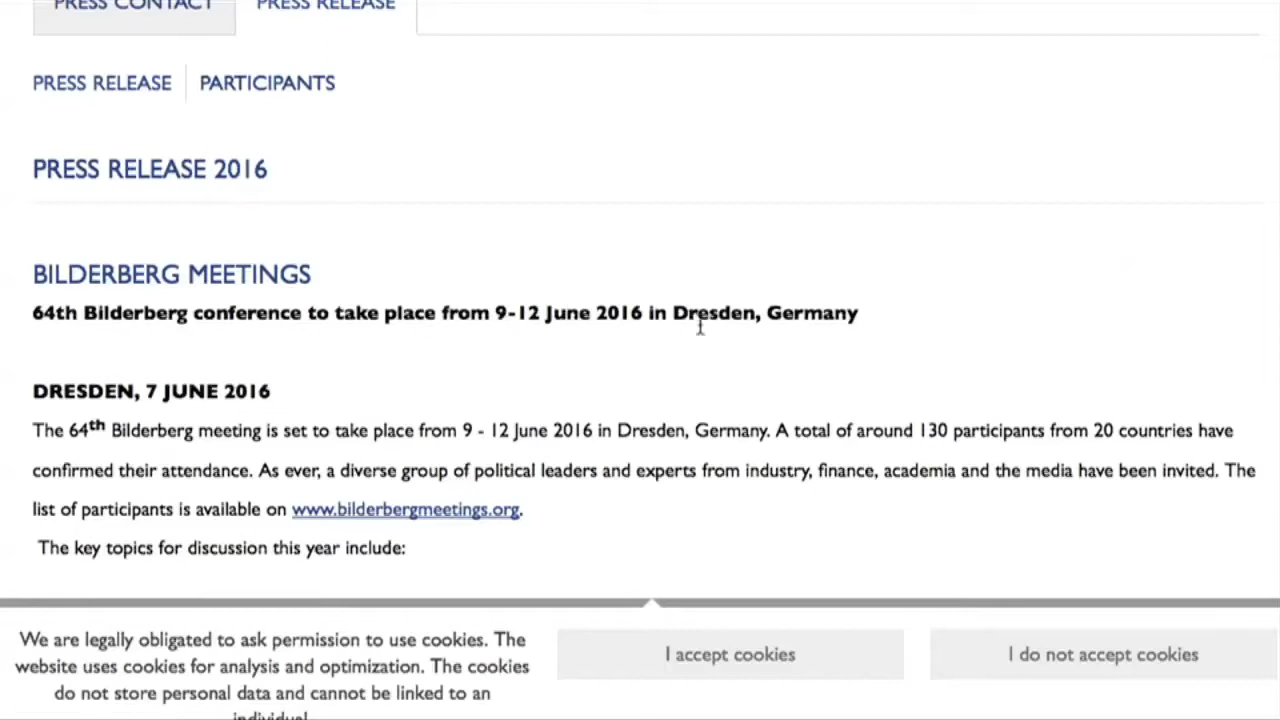 PRESS CONTACT PRESS RELEASE
PRESS RELEASE PARTICIPANTS
PRESS RELEASE 2016
BILDERBERG MEETINGS
64th Bilderberg conference to take place from 9-12 June 2016 in Dresden, Germany
DRESDEN, 7 JUNE 2016
The 64th Bilderberg meeting is set to take place from 9 - 12 June 2016 in Dresden, Germany. A total of around 130 participants from 20 countries have
confirmed their attendance. As ever, a diverse group of political leaders and experts from industry, finance, academia and the media have been invited. The
list of participants is available on www.bilderbergmeetings.org.
The key topics for discussion this year include:
We are legally obligated to ask permission to use cookies. The
website uses cookies for analysis and optimization. The cookies
do not store personal data and cannot be linked to an
individual.
I accept cookies
I do not accept cookies